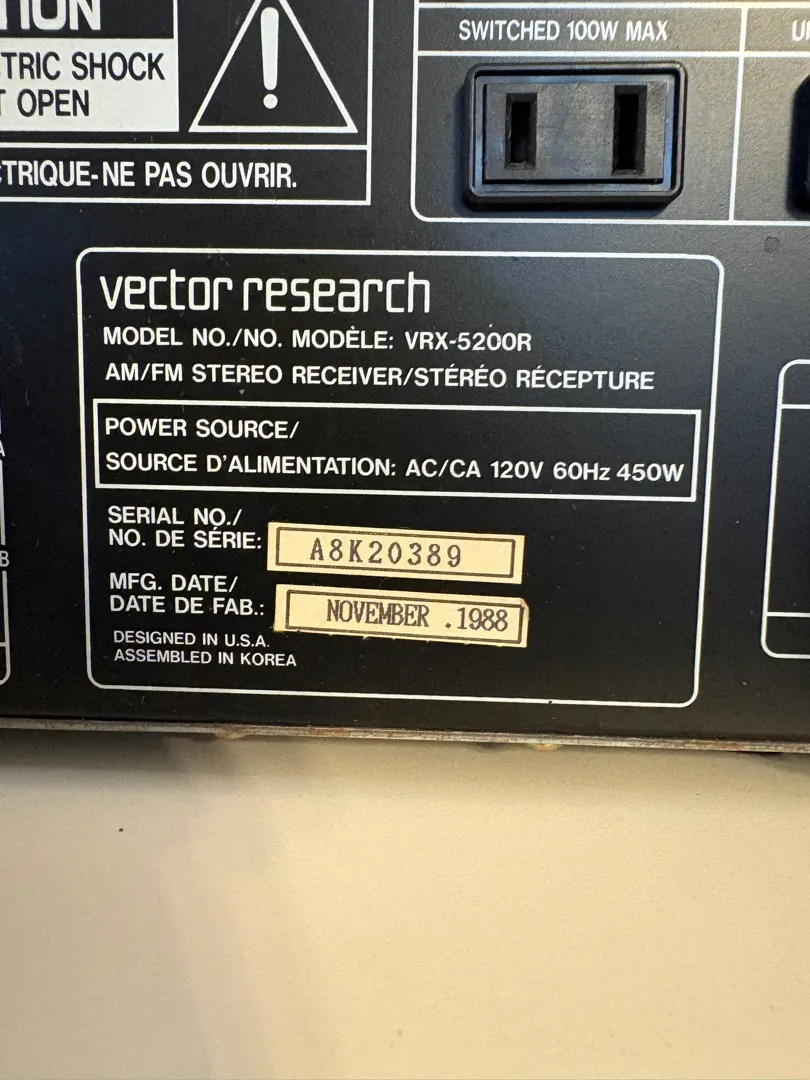 SWITCHED 100W MAX
TRIC SHOCK
OPEN
TRIQUE-NE PAS OUVRIR.
vector research
MODEL NO./NO. MODÈLE: VRX-5200R
AM/FM STEREO RECEIVER/STÉRÉO RÉCEPTURE
POWER SOURCE/
SOURCE D'ALIMENTATION: AC/CA 120V 60Hz 450W
SERIAL NO./
NO. DE SÉRIE: A8K20389
MFG. DATE/
DATE DE FAB.: NOVEMBER .1988
DESIGNED IN U.S.A.
ASSEMBLED IN KOREA
B